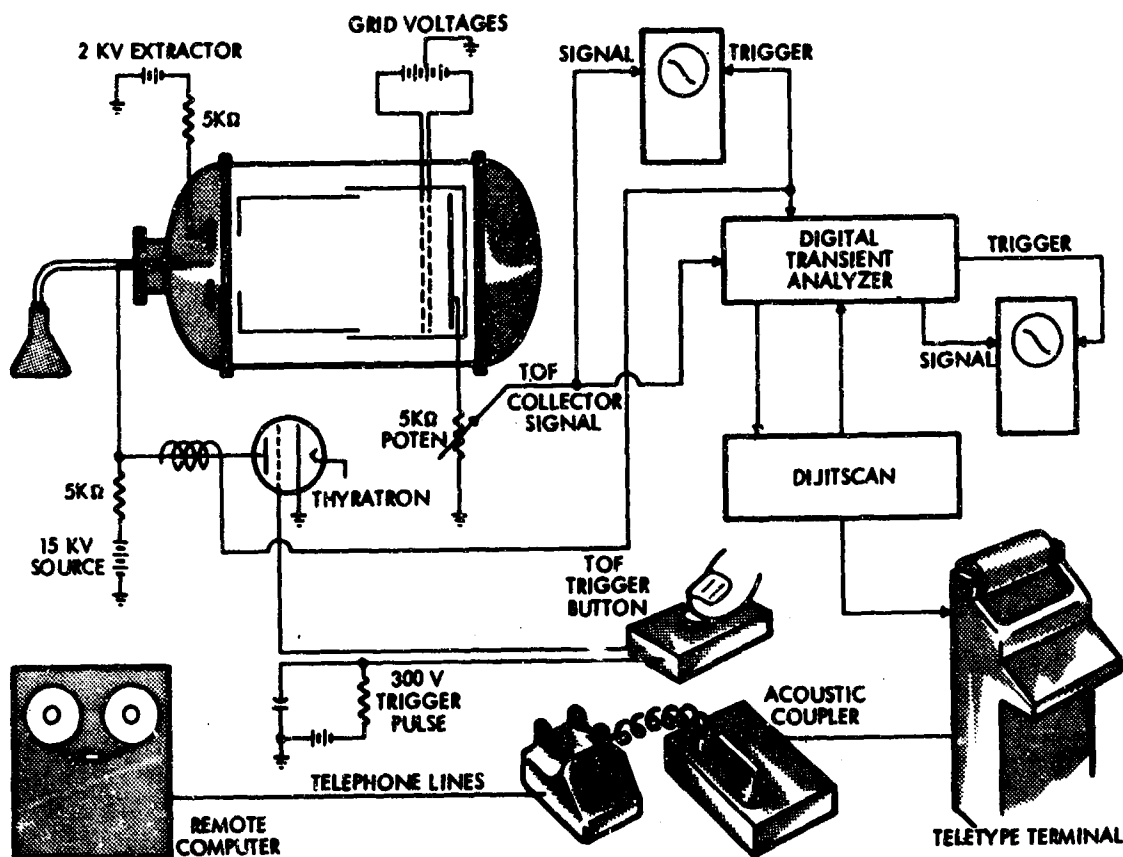 GRID VOLTAGES
2 KV EXTRACTOR
5KΩ
SIGNAL
TRIGGER
DIGITAL
TRANSIENT
ANALYZER
TRIGGER
SIGNAL
TOF
COLLECTOR
SIGNAL
5KΩ
POTEN
THYRATRON
5KΩ
15 KV
SOURCE
DIJITSCAN
TOF
TRIGGER
BUTTON
300 V
TRIGGER
PULSE
ACOUSTIC
COUPLER
TELEPHONE LINES
REMOTE
COMPUTER
TELETYPE TERMINAL